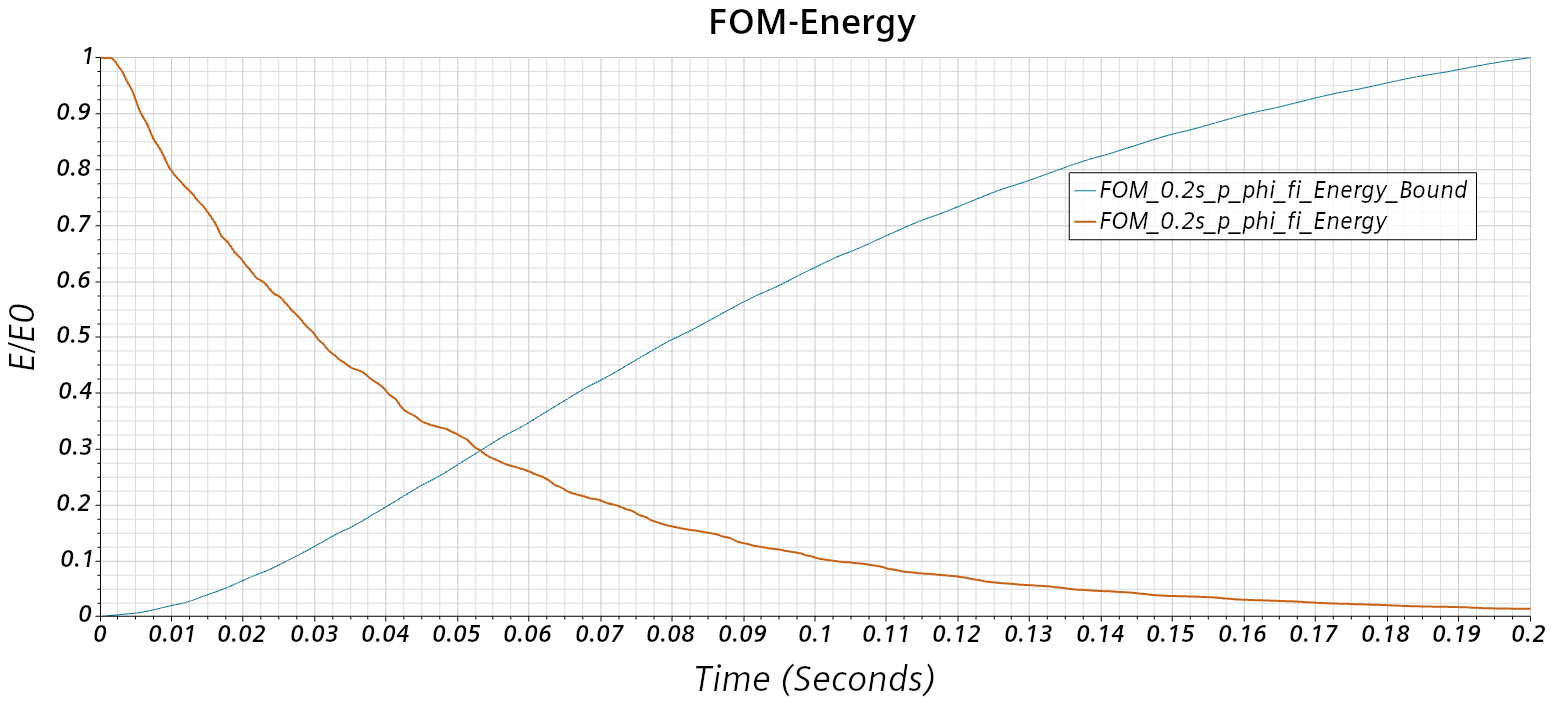 FOM-Energy
1
0.9
0.8
0.7
0.6
0.5
0.4
0.3
0.2
0.1
0
E/E0
FOM_0.2s_p_phi_fi_Energy_Bound
FOM_0.2s_p_phi_fi_Energy
0 0.01 0.02 0.03 0.04 0.05 0.06 0.07 0.08 0.09 0.1 0.11 0.12 0.13 0.14 0.15 0.16 0.17 0.18 0.19 0.2
Time (Seconds)